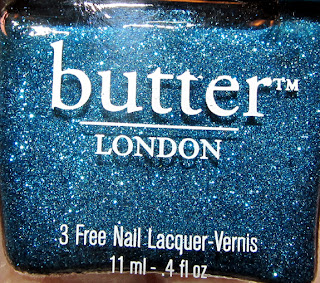 butter™
LONDON
3 Free Nail Lacquer-Vernis
11 ml - .4 fl oz